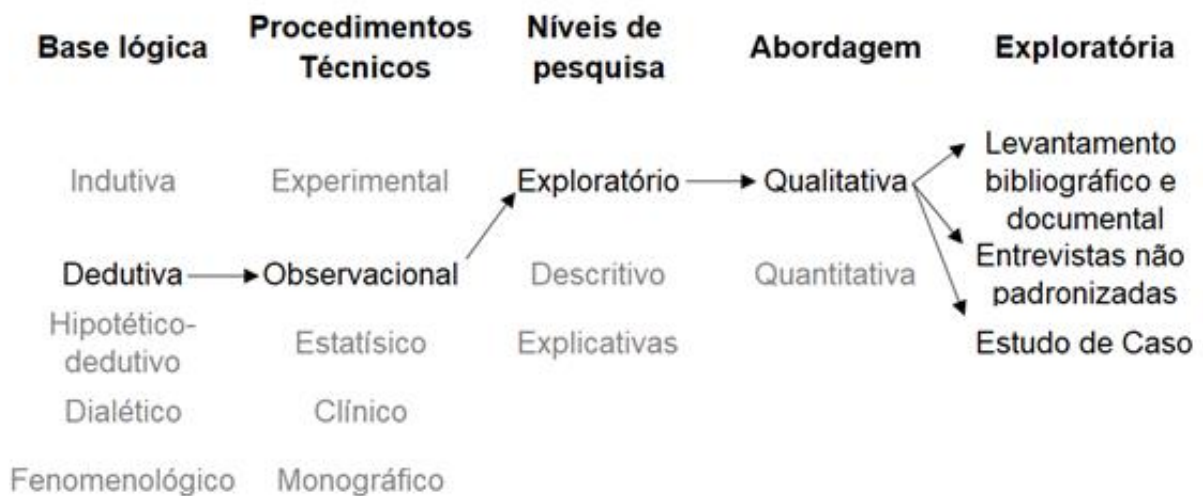 Base lógica
Procedimentos
Técnicos
Níveis de
pesquisa
Abordagem
Exploratória
Indutiva
Experimental
Exploratório
Qualitativa
Levantamento
bibliográfico e
documental
Dedutiva
Observacional
Descritivo
Quantitativa
Entrevistas não
padronizadas
Hipotético-
dedutivo
Estatísico
Explicativas
Estudo de Caso
Dialético
Clínico
Fenomenológico
Monográfico